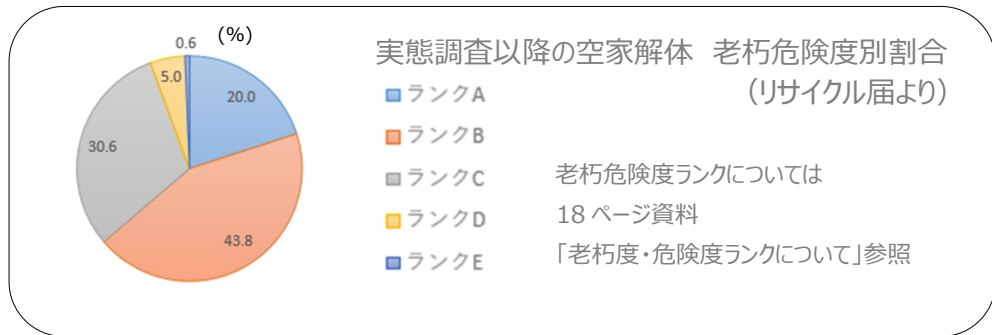 (%)
0.6
5.0
20.0
30.6
43.8
実態調査以降の空家解体 老朽危険度別割合
（リサイクル届より）
ランクA
ランクB
ランクC
ランクD
ランクE
老朽危険度ランクについては
18 ページ資料
「老朽度・危険度ランクについて」参照